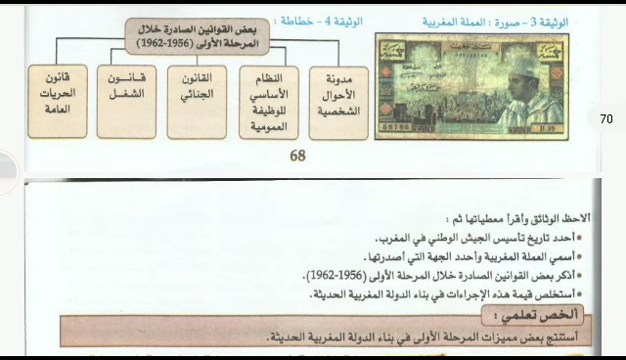 الوثيقة 3 - صورة : العملة المغربية
الوثيقة 4 - خطاطة :
بعض القوانين الصادرة خلال
المرحلة الأولى (1956-1962)
مدونة
الأحوال
الشخصية
النظام
الأساسي
للوظيفة
العمومية
القانون
الجنائي
قانون
الشغل
قانون
الحريات
العامة
68
70
ألاحظ الوثائق وأقرأ معطياتها ثم :
• أحدد تاريخ تأسيس الجيش الوطني في المغرب.
• أسمي العملة المغربية وأحدد الجهة التي أصدرتها.
• أذكر بعض القوانين الصادرة خلال المرحلة الأولى (1956-1962).
• أستخلص قيمة هذه الإجراءات في بناء الدولة المغربية الحديثة.
ألخص تعلمي :
أستنتج بعض مميزات المرحلة الأولى في بناء الدولة المغربية الحديثة.